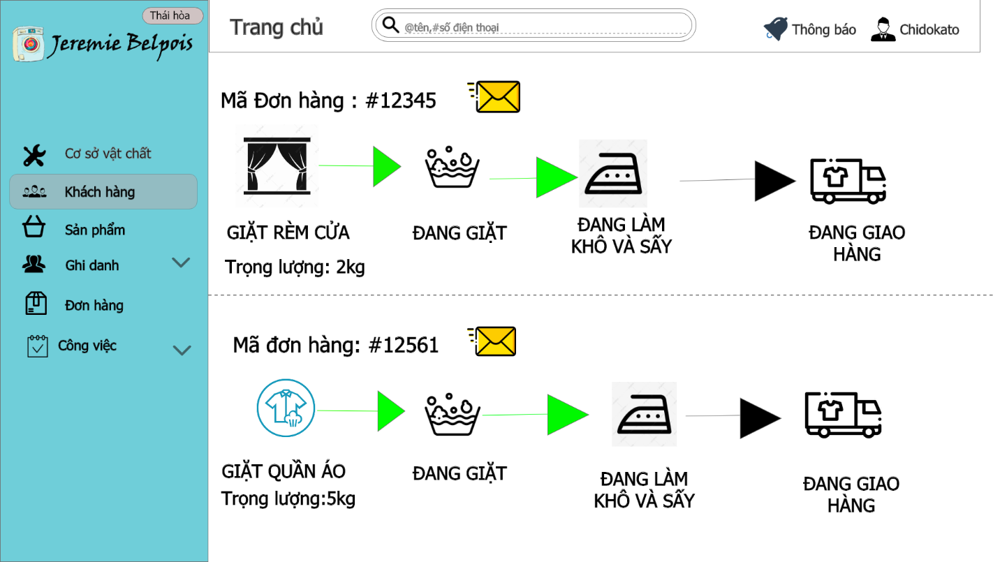 Thái hòa
Jeremie Belpois
Trang chủ
@tên,#số điện thoại
Thông báo
Chidokato
Cơ sở vật chất
Khách hàng
Sản phẩm
Ghi danh
Đơn hàng
Công việc
Mã Đơn hàng : #12345
GIẶT RÈM CỬA
Trọng lượng: 2kg
ĐANG GIẶT
ĐANG LÀM
KHÔ VÀ SẤY
ĐANG GIAO
HÀNG
Mã đơn hàng: #12561
GIẶT QUẦN ÁO
Trọng lượng:5kg
ĐANG GIẶT
ĐANG LÀM
KHÔ VÀ SẤY
ĐANG GIAO
HÀNG